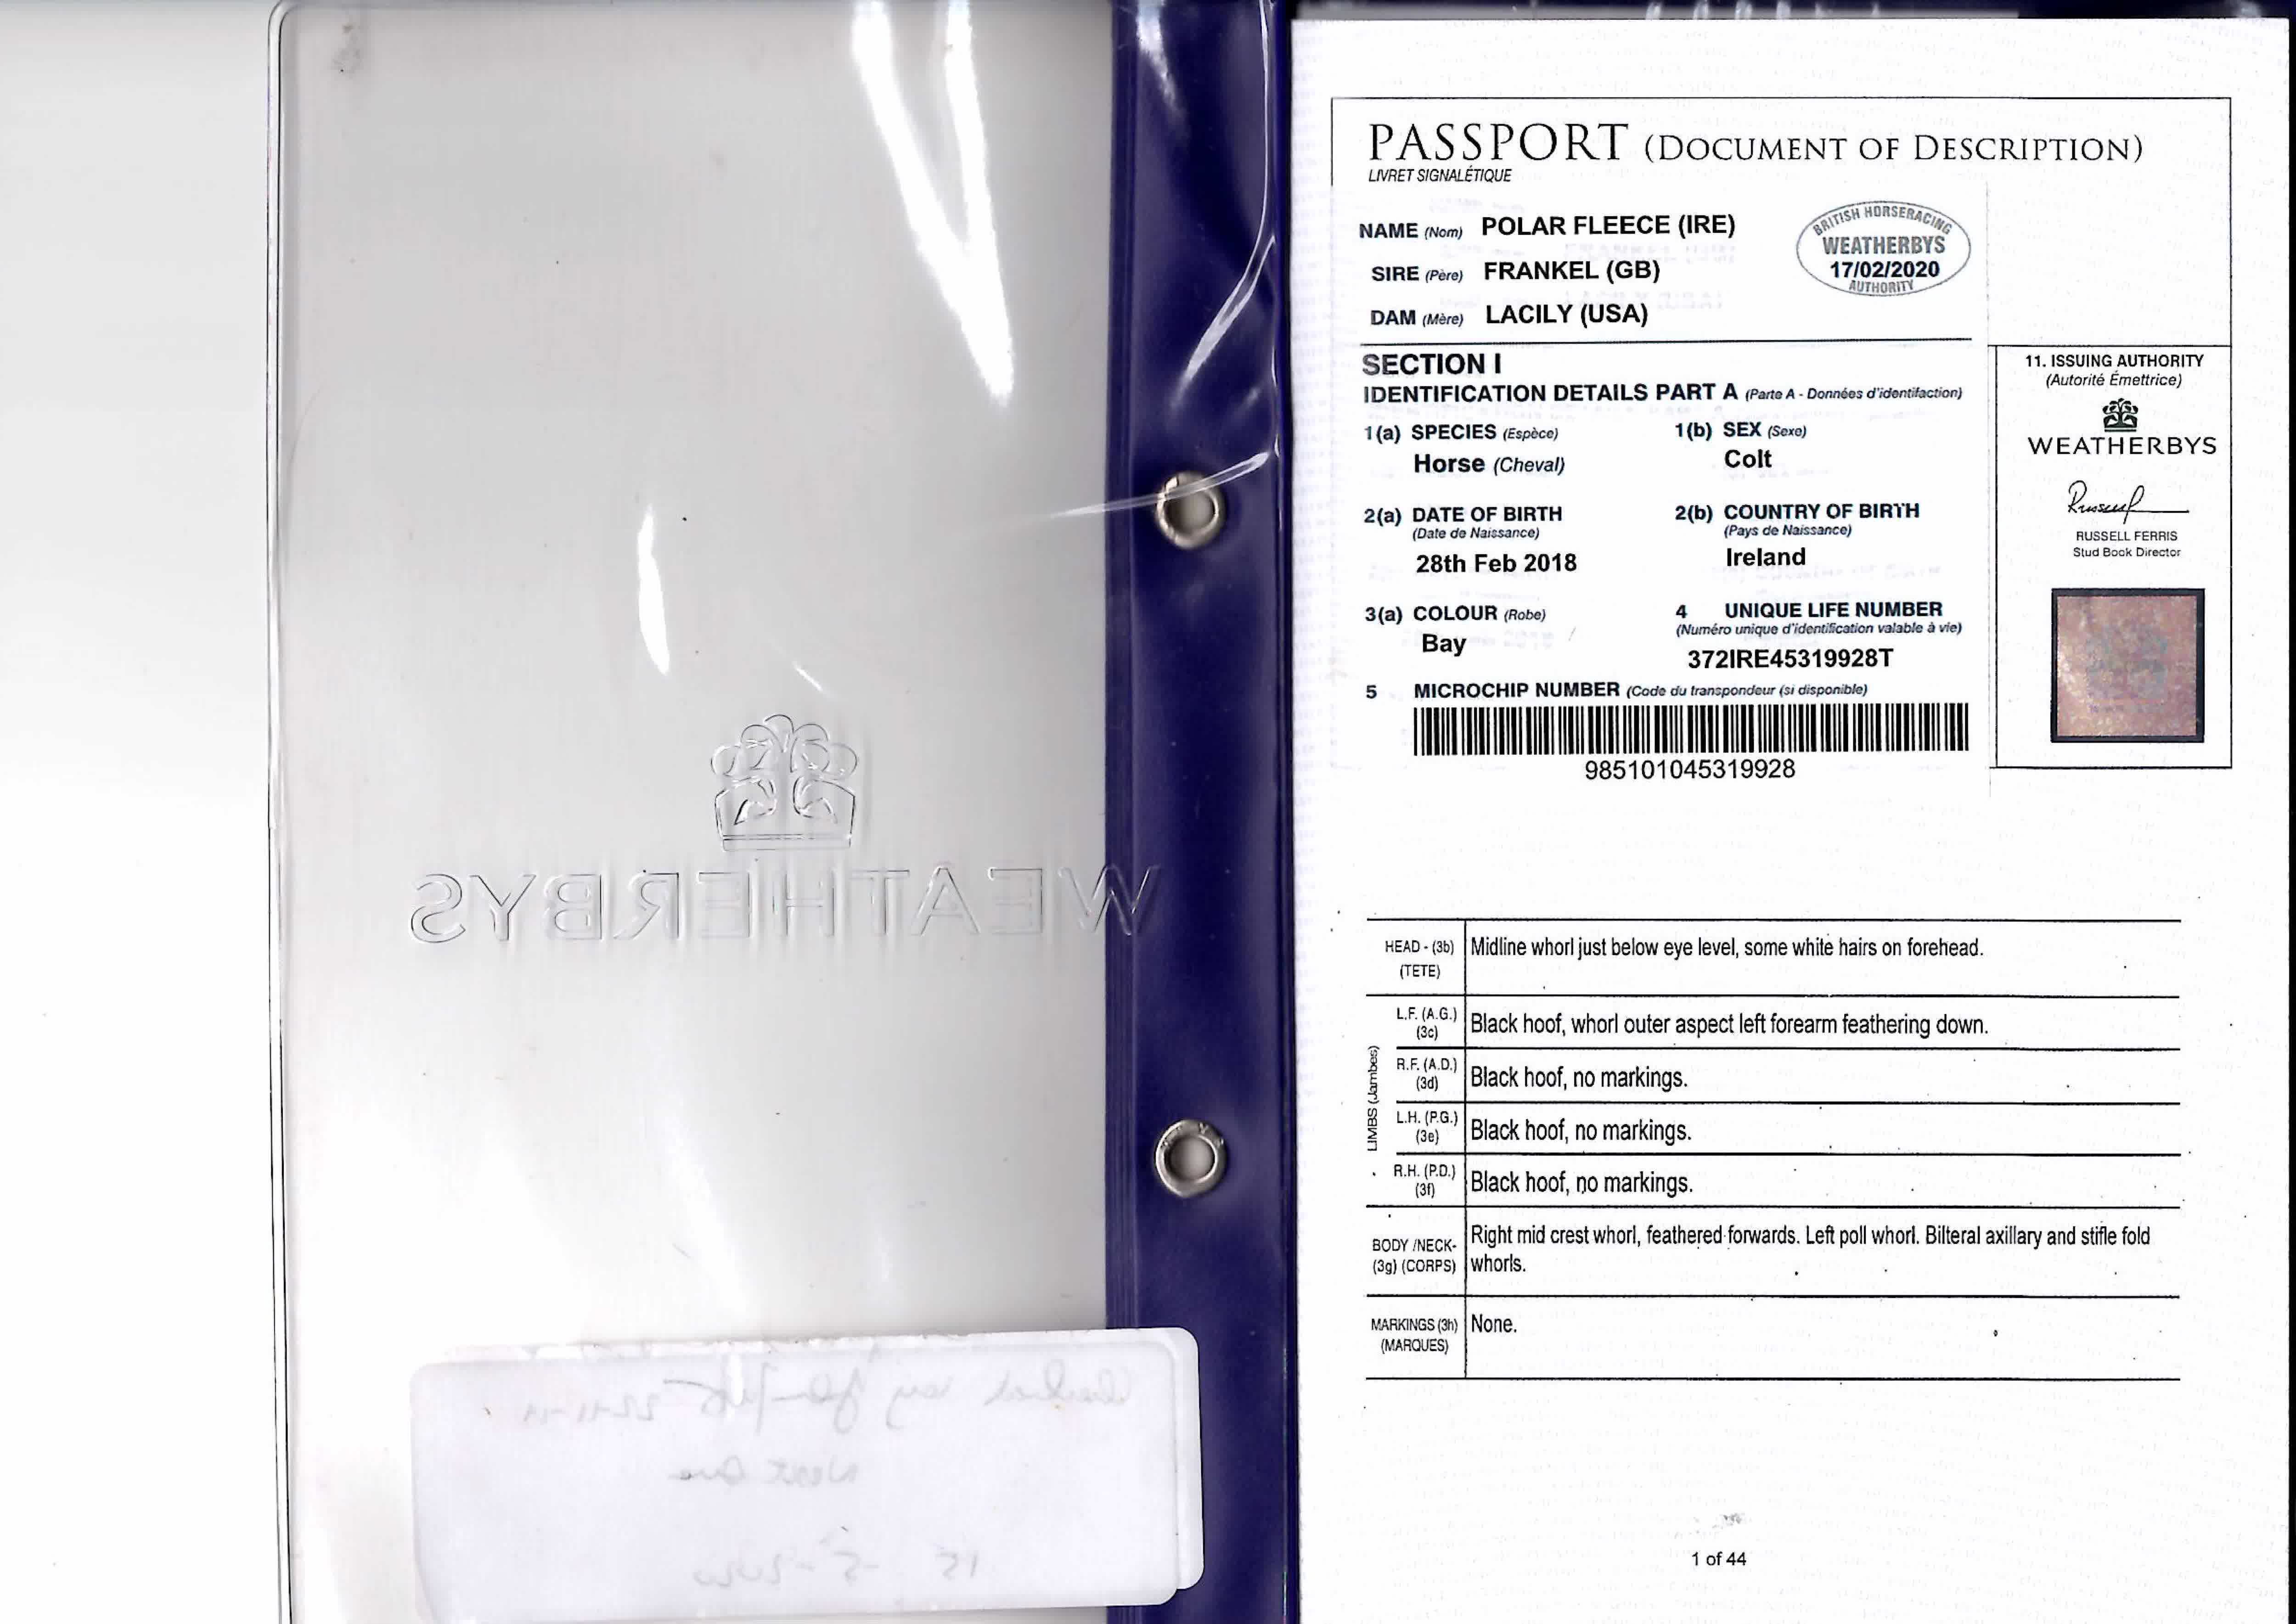 WEATHERBYS
PASSPORT (DOCUMENT OF DESCRIPTION)
LIVRET SIGNALÉTIQUE
NAME (Nom) POLAR FLEECE (IRE)
SIRE (Père) FRANKEL (GB)
DAM (Mère) LACILY (USA)
BRITISH HORSERACING
WEATHERBYS
17/02/2020
AUTHORITY
SECTION I
IDENTIFICATION DETAILS PART A (Parte A - Données d'identifaction)
1(a) SPECIES (Espèce)
Horse (Cheval)
1(b) SEX (Sexe)
Colt
2(a) DATE OF BIRTH
(Date de Naissance)
28th Feb 2018
2(b) COUNTRY OF BIRTH
(Pays de Naissance)
Ireland
3(a) COLOUR (Robe)
Bay
4 UNIQUE LIFE NUMBER
(Numéro unique d'identification valable à vie)
372IRE45319928T
5 MICROCHIP NUMBER (Code du transpondeur (si disponible)
985101045319928
11. ISSUING AUTHORITY
(Autorité Émettrice)
WEATHERBYS
RUSSELL FERRIS
Stud Book Director
HEAD - (3b)
(TETE)
Midline whorl just below eye level, some white hairs on forehead.
LIMBS (Jambes)
L.F. (A.G.)
(3c)
Black hoof, whorl outer aspect left forearm feathering down.
R.F. (A.D.)
(3d)
Black hoof, no markings.
L.H. (P.G.)
(3e)
Black hoof, no markings.
R.H. (P.D.)
(3f)
Black hoof, no markings.
BODY /NECK-
(3g) (CORPS)
Right mid crest whorl, feathered forwards. Left poll whorl. Bilteral axillary and stifle fold
whorls.
MARKINGS (3h)
(MARQUES)
None.
1 of 44